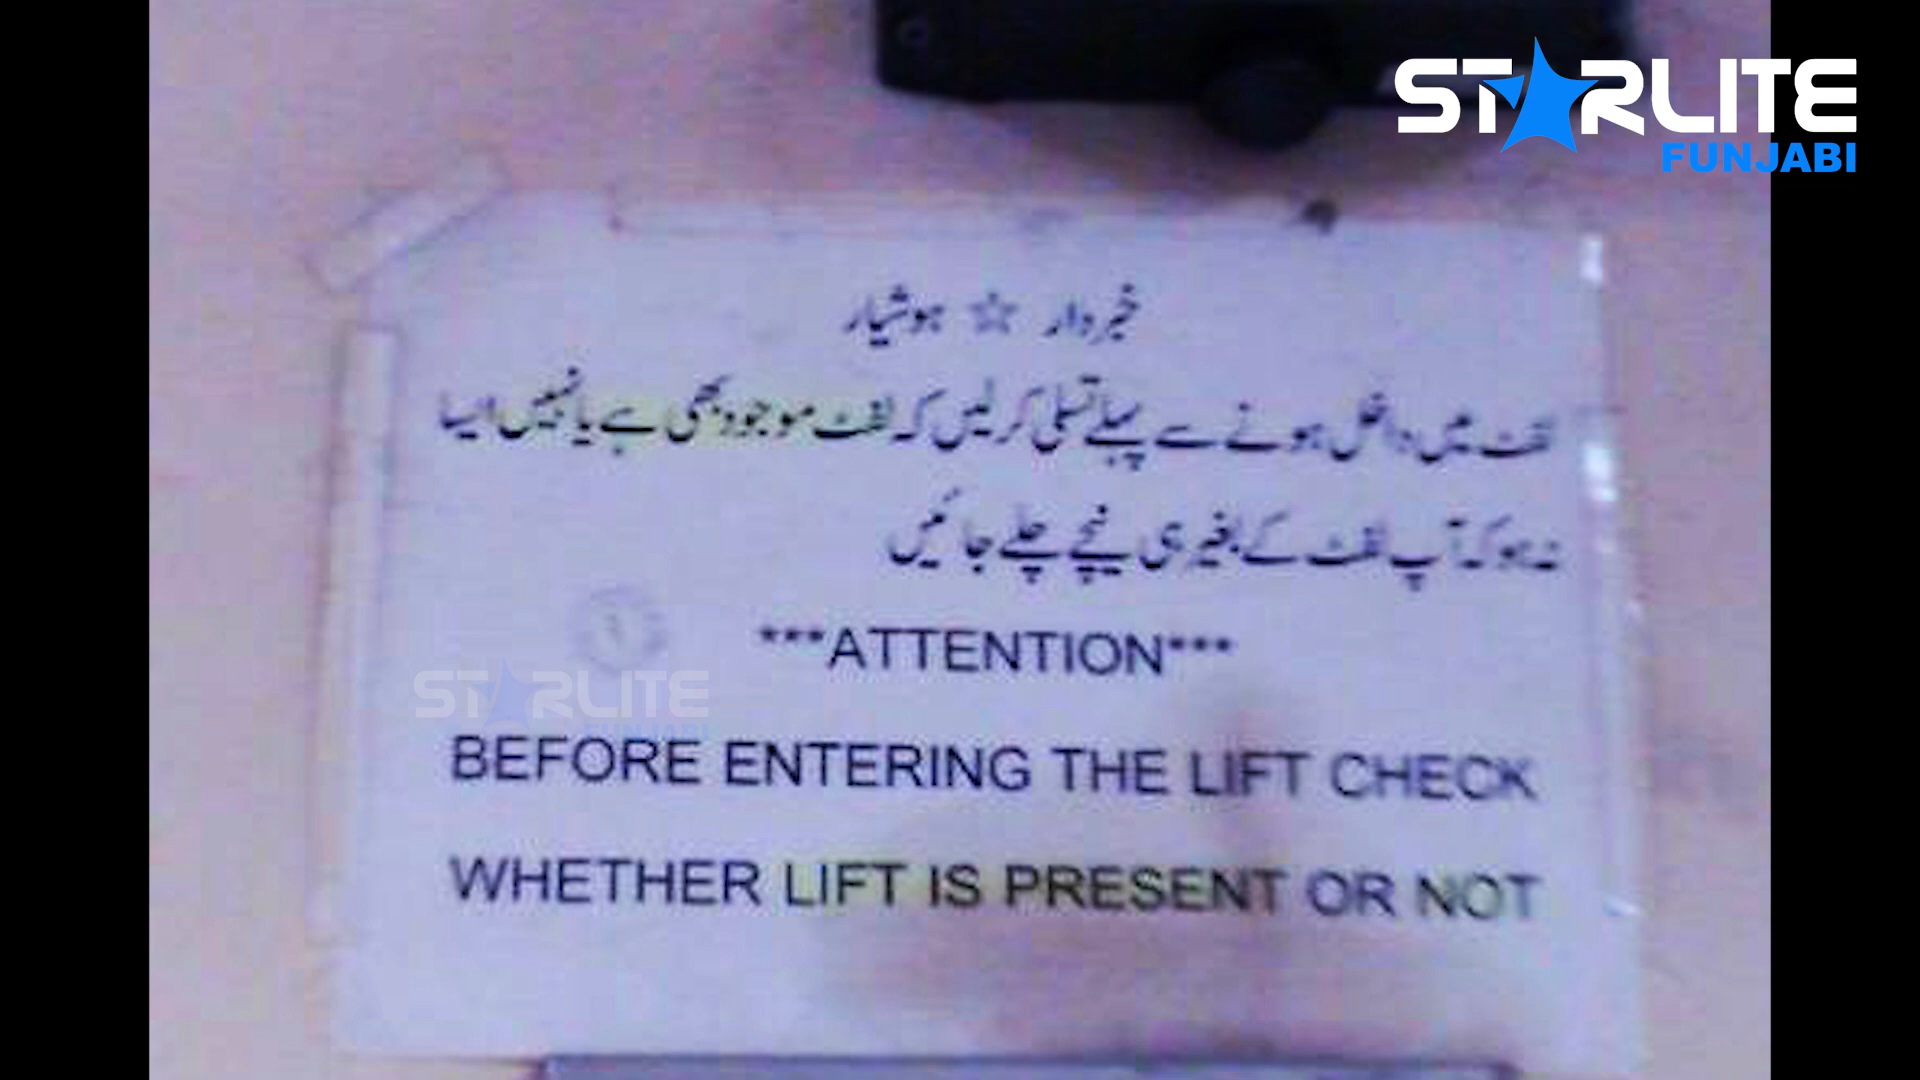 STARLITE
FUNJABI
خبردار ☆ ہوشیار
لفٹ میں داخل ہونے سے پہلے تسلی کر لیں کہ لفٹ موجود بھی ہے یا نہیں ایسا
نہ ہو کہ آپ لفٹ کے بغیر ہی نیچے چلے جائیں
***ATTENTION***
STARLITE
FUNJABI
BEFORE ENTERING THE LIFT CHECK
WHETHER LIFT IS PRESENT OR NOT